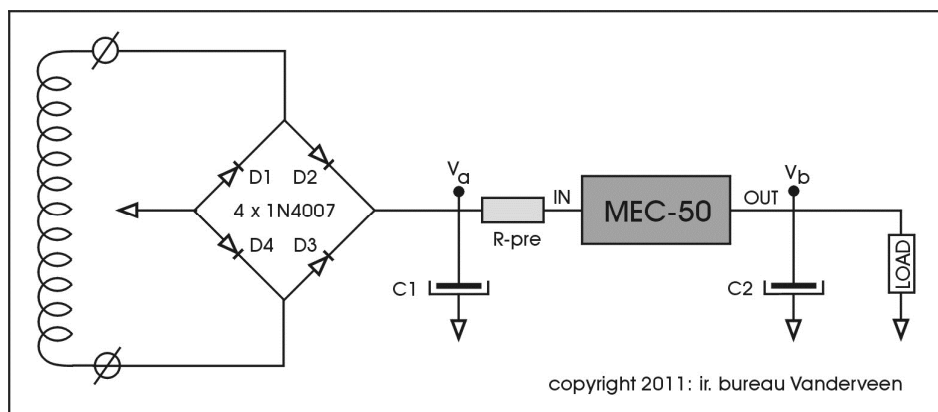 D1
D2
4 x 1N4007
D4
D3
Va
R-pre
IN
MEC-50
OUT
Vb
C1
C2
LOAD
copyright 2011: ir. bureau Vanderveen